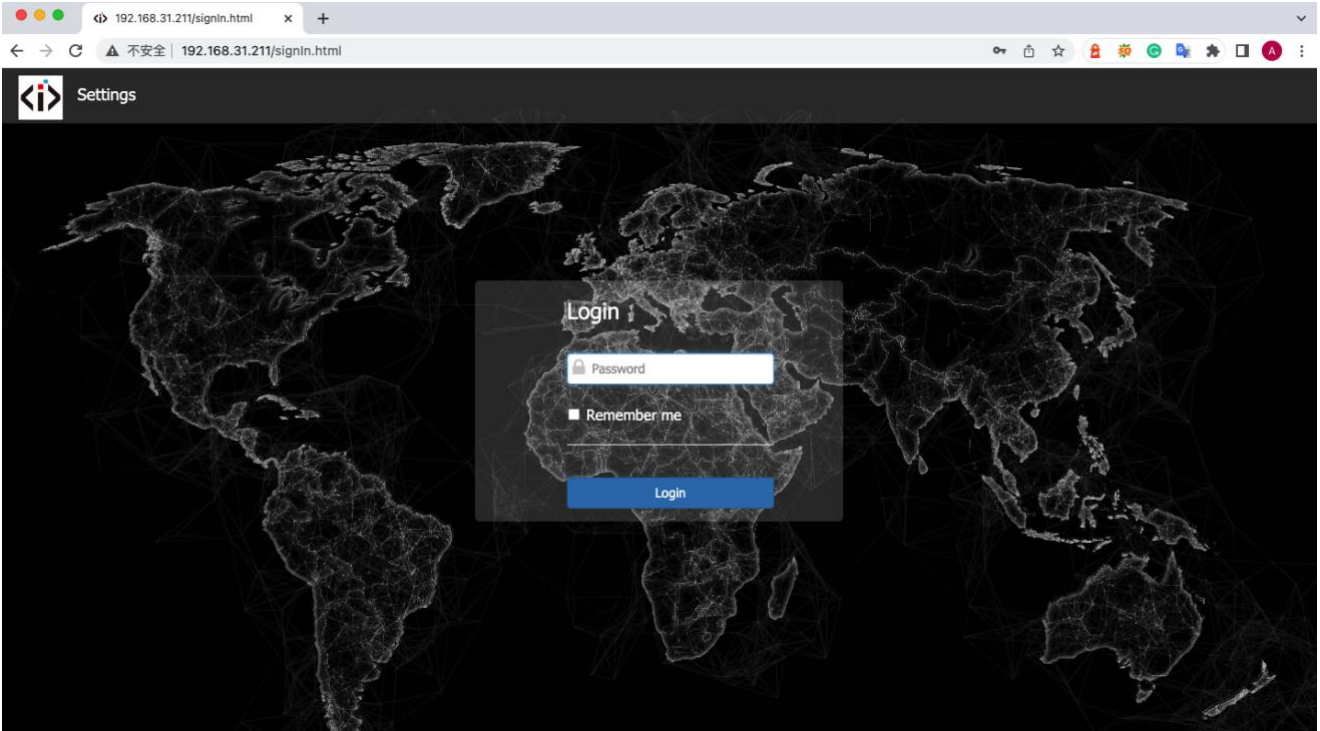 192.168.31.211/signIn.html
不安全 192.168.31.211/signIn.html
A
<i> Settings
Login
Password
Remember me
Login